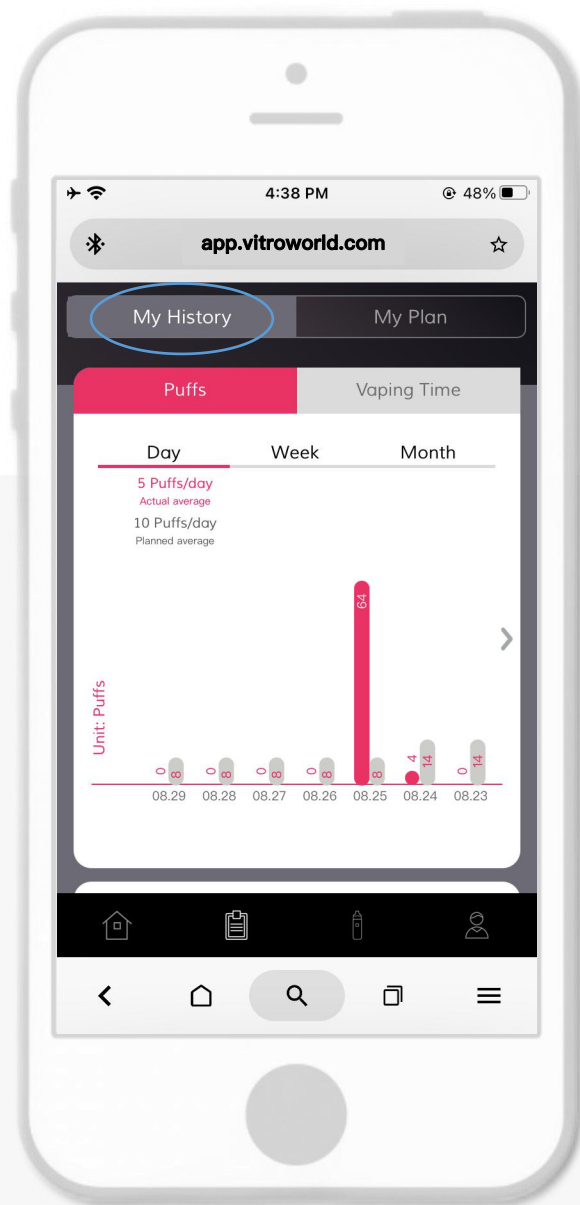 4:38 PM
48%
app.vitroworld.com
My History
My Plan
Puffs
Vaping Time
Day
Week
Month
5 Puffs/day
Actual average
10 Puffs/day
Planned average
Unit: Puffs
0 8 0 8 0 8 0 8 64 8 4 14 0 14
08.29 08.28 08.27 08.26 08.25 08.24 08.23